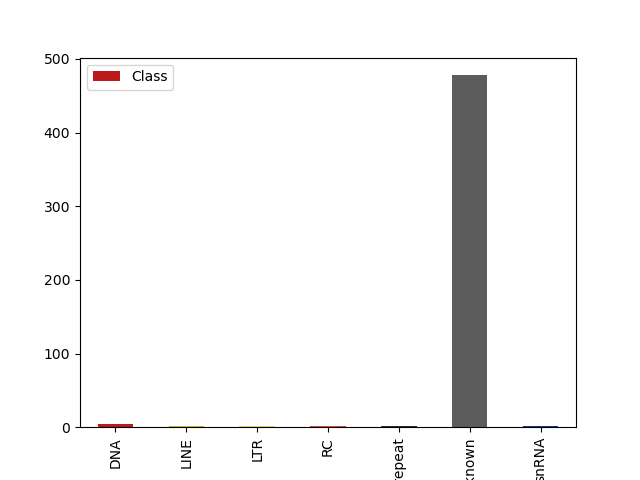 500
400
300
200
100
0
Class
DNA
LINE
LTR
RC
repeat
known
snRNA